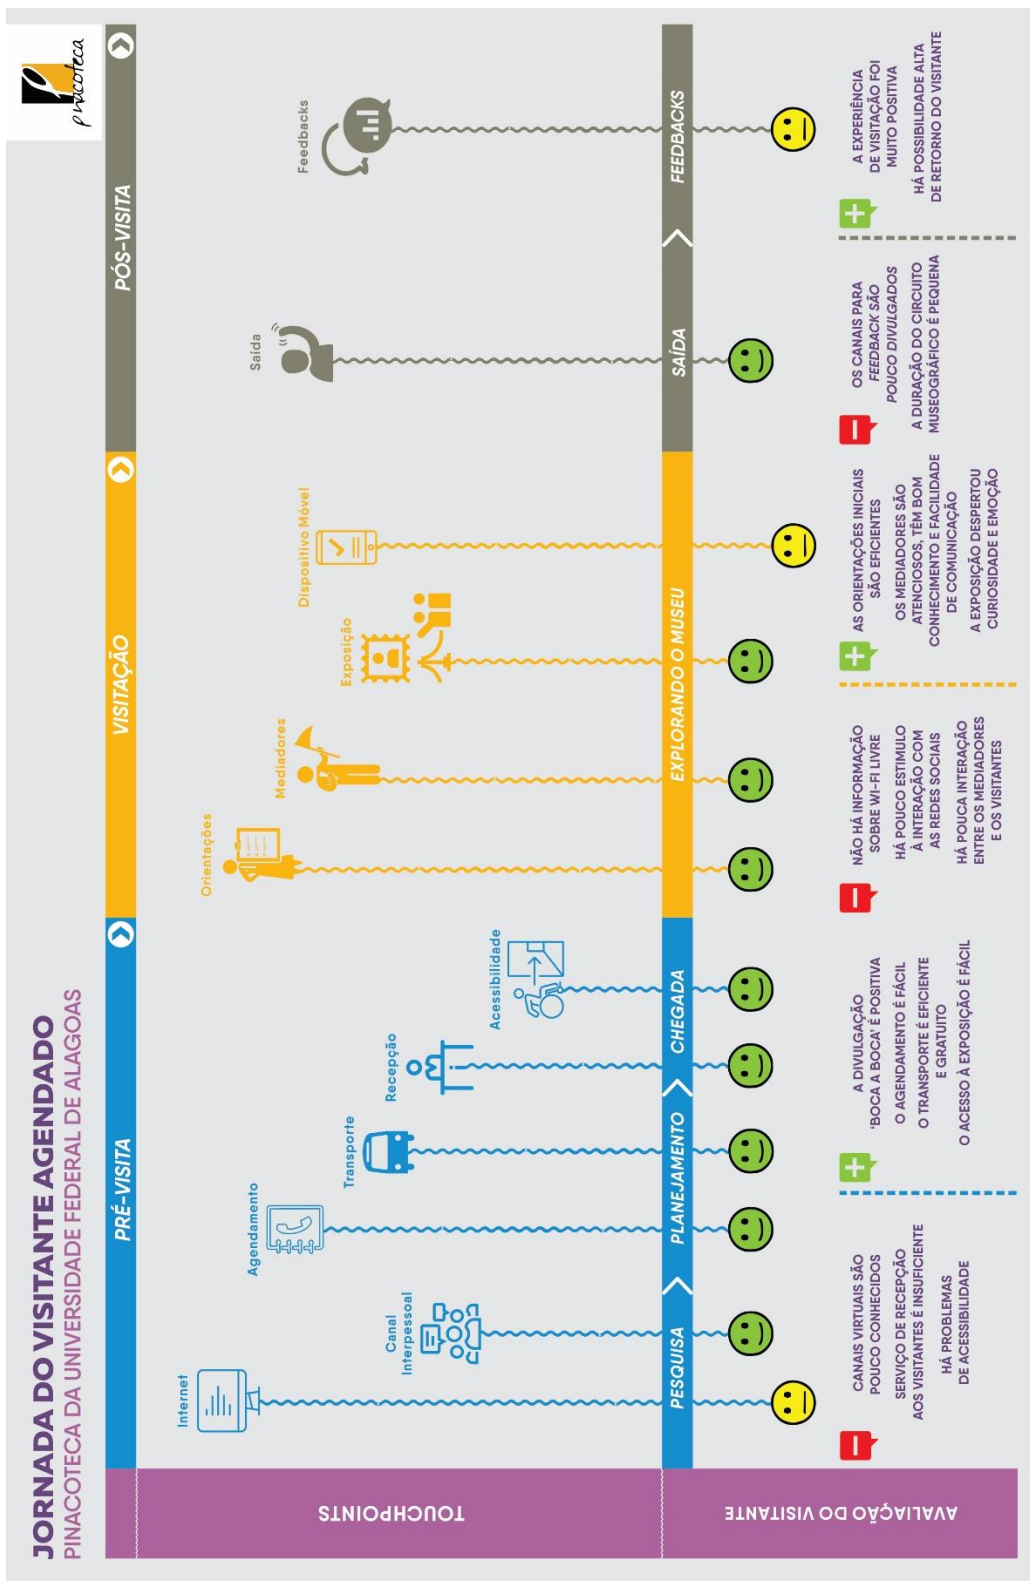 JORNADA DO VISITANTE AGENDADO
PINACOTECA DA UNIVERSIDADE FEDERAL DE ALAGOAS
pinacoteca
PRÉ-VISITA
VISITAÇÃO
PÓS-VISITA
TOUCHPOINTS
Internet
Canal
Interpessoal
Agendamento
Transporte
Recepção
Acessibilidade
Orientações
Mediadores
Exposição
Dispositivo Móvel
Saída
Feedbacks
PESQUISA
PLANEJAMENTO
CHEGADA
EXPLORANDO O MUSEU
SAÍDA
FEEDBACKS
AVALIAÇÃO DO VISITANTE
CANAIS VIRTUAIS SÃO
POUCO CONHECIDOS
SERVIÇO DE RECEPÇÃO
AOS VISITANTES É INSUFICIENTE
HÁ PROBLEMAS
DE ACESSIBILIDADE
A DIVULGAÇÃO
'BOCA A BOCA' É POSITIVA
O AGENDAMENTO É FÁCIL
O TRANSPORTE É EFICIENTE
E GRATUITO
O ACESSO À EXPOSIÇÃO É FÁCIL
NÃO HÁ INFORMAÇÃO
SOBRE WI-FI LIVRE
HÁ POUCO ESTIMULO
À INTERAÇÃO COM
AS REDES SOCIAIS
HÁ POUCA INTERAÇÃO
ENTRE OS MEDIADORES
E OS VISITANTES
AS ORIENTAÇÕES INICIAIS
SÃO EFICIENTES
OS MEDIADORES SÃO
ATENCIOSOS, TÊM BOM
CONHECIMENTO E FACILIDADE
DE COMUNICAÇÃO
A EXPOSIÇÃO DESPERTOU
CURIOSIDADE E EMOÇÃO
OS CANAIS PARA
FEEDBACK SÃO
POUCO DIVULGADOS
A DURAÇÃO DO CIRCUITO
MUSEOGRÁFICO É PEQUENA
A EXPERIÊNCIA
DE VISITAÇÃO FOI
MUITO POSITIVA
HÁ POSSIBILIDADE ALTA
DE RETORNO DO VISITANTE